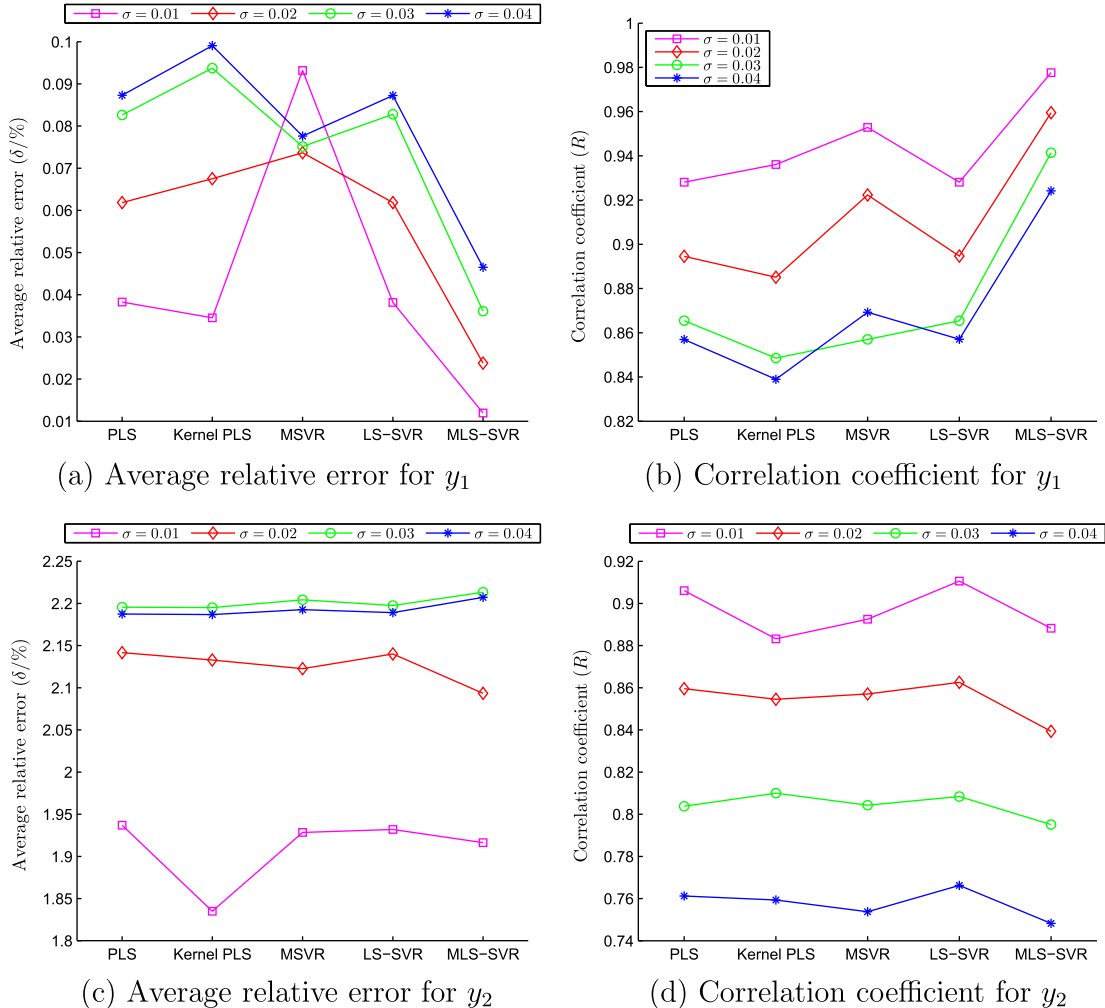 σ = 0.01 σ = 0.02 σ = 0.03 σ = 0.04
0.1
0.09
0.08
0.07
0.06
0.05
0.04
0.03
0.02
0.01
Average relative error (δ/%)
PLS Kernel PLS MSVR LS−SVR MLS−SVR
(a) Average relative error for y₁
1
0.98
0.96
0.94
0.92
0.9
0.88
0.86
0.84
0.82
σ = 0.01
σ = 0.02
σ = 0.03
σ = 0.04
Correlation coefficient (R)
PLS Kernel PLS MSVR LS−SVR MLS−SVR
(b) Correlation coefficient for y₁
σ = 0.01 σ = 0.02 σ = 0.03 σ = 0.04
2.25
2.2
2.15
2.1
2.05
2
1.95
1.9
1.85
1.8
Average relative error (δ/%)
PLS Kernel PLS MSVR LS−SVR MLS−SVR
(c) Average relative error for y₂
σ = 0.01 σ = 0.02 σ = 0.03 σ = 0.04
0.92
0.9
0.88
0.86
0.84
0.82
0.8
0.78
0.76
0.74
Correlation coefficient (R)
PLS Kernel PLS MSVR LS−SVR MLS−SVR
(d) Correlation coefficient for y₂